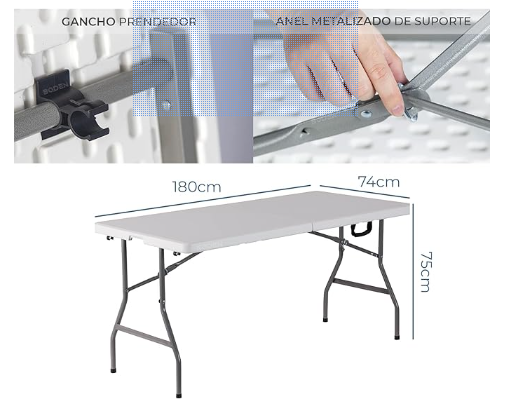 GANCHO PRENDEDOR
ANEL METALIZADO DE SUPORTE
180cm
74cm
75cm